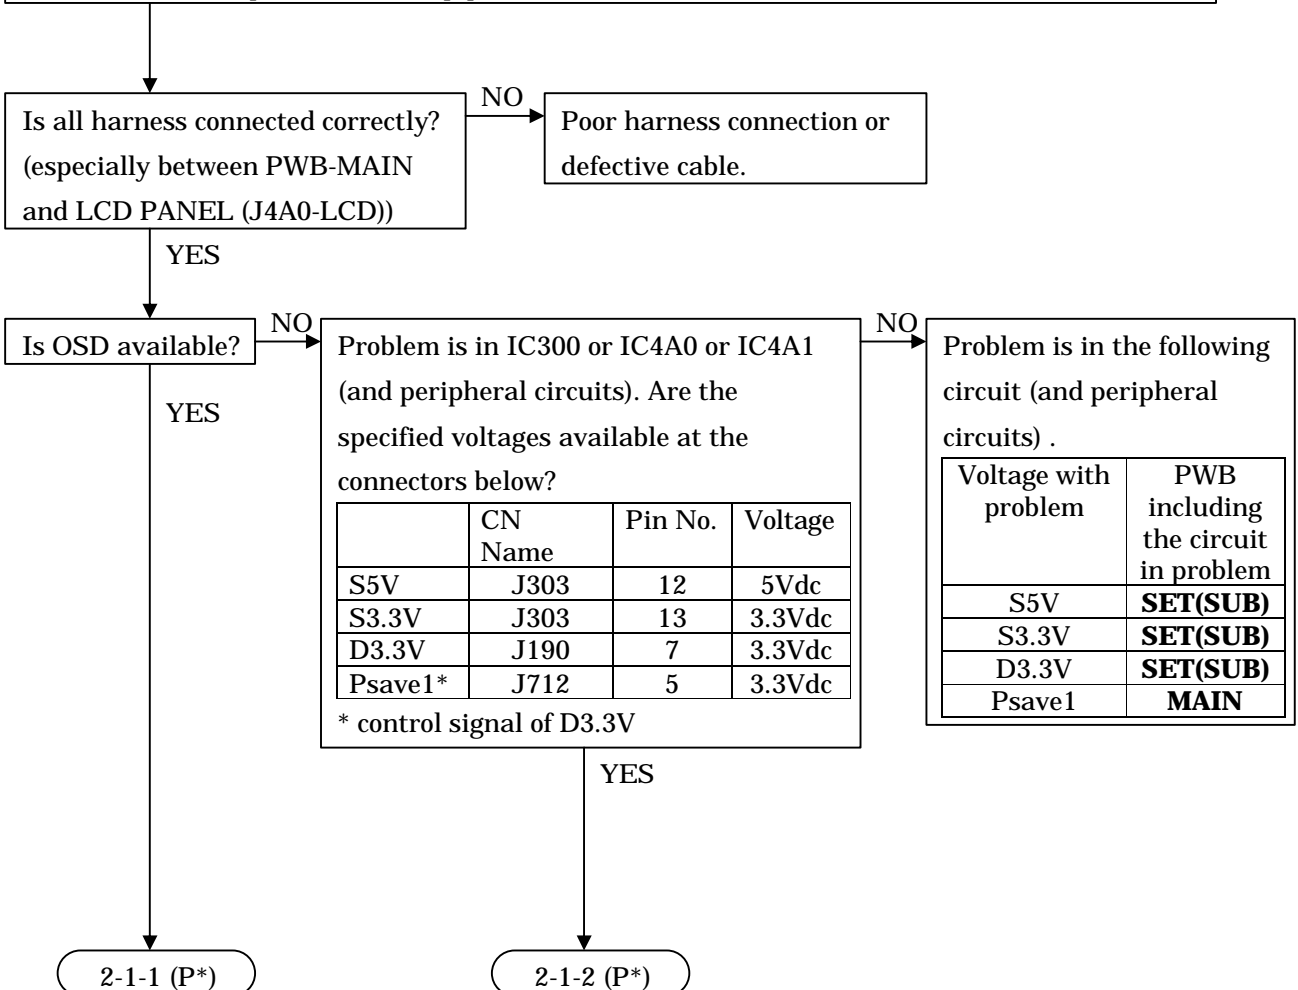 NO
Is all harness connected correctly?
(especially between PWB-MAIN
and LCD PANEL (J4A0-LCD))
Poor harness connection or
defective cable.
YES
Is OSD available?
NO
Problem is in IC300 or IC4A0 or IC4A1
(and peripheral circuits). Are the
specified voltages available at the
connectors below?
CN Name Pin No. Voltage
S5V J303 12 5Vdc
S3.3V J303 13 3.3Vdc
D3.3V J190 7 3.3Vdc
Psave1* J712 5 3.3Vdc
* control signal of D3.3V
NO
Problem is in the following
circuit (and peripheral
circuits) .
Voltage with problem PWB including the circuit in problem
S5V SET(SUB)
S3.3V SET(SUB)
D3.3V SET(SUB)
Psave1 MAIN
YES
YES
2-1-1 (P*)
2-1-2 (P*)